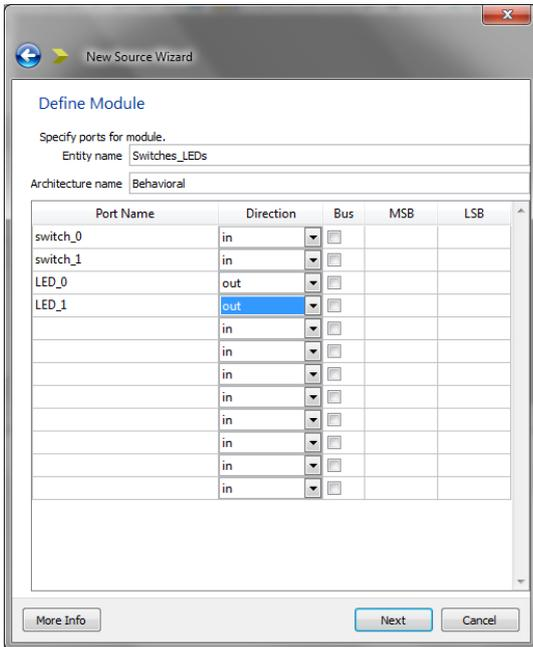 New Source Wizard
Define Module
Specify ports for module.
Entity name Switches_LEDs
Architecture name Behavioral
Port Name Direction Bus MSB LSB
switch_0 in
switch_1 in
LED_0 out
LED_1 out
in
in
in
in
in
in
in
in
More Info Next Cancel